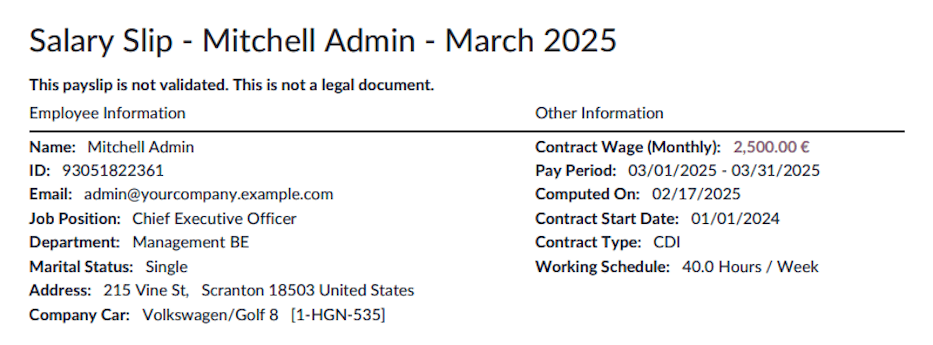 Salary Slip - Mitchell Admin - March 2025
This payslip is not validated. This is not a legal document.
Employee Information
Name: Mitchell Admin
ID: 93051822361
Email: admin@yourcompany.example.com
Job Position: Chief Executive Officer
Department: Management BE
Marital Status: Single
Address: 215 Vine St, Scranton 18503 United States
Company Car: Volkswagen/Golf 8 [1-HGN-535]
Other Information
Contract Wage (Monthly): 2,500.00 €
Pay Period: 03/01/2025 - 03/31/2025
Computed On: 02/17/2025
Contract Start Date: 01/01/2024
Contract Type: CDI
Working Schedule: 40.0 Hours / Week